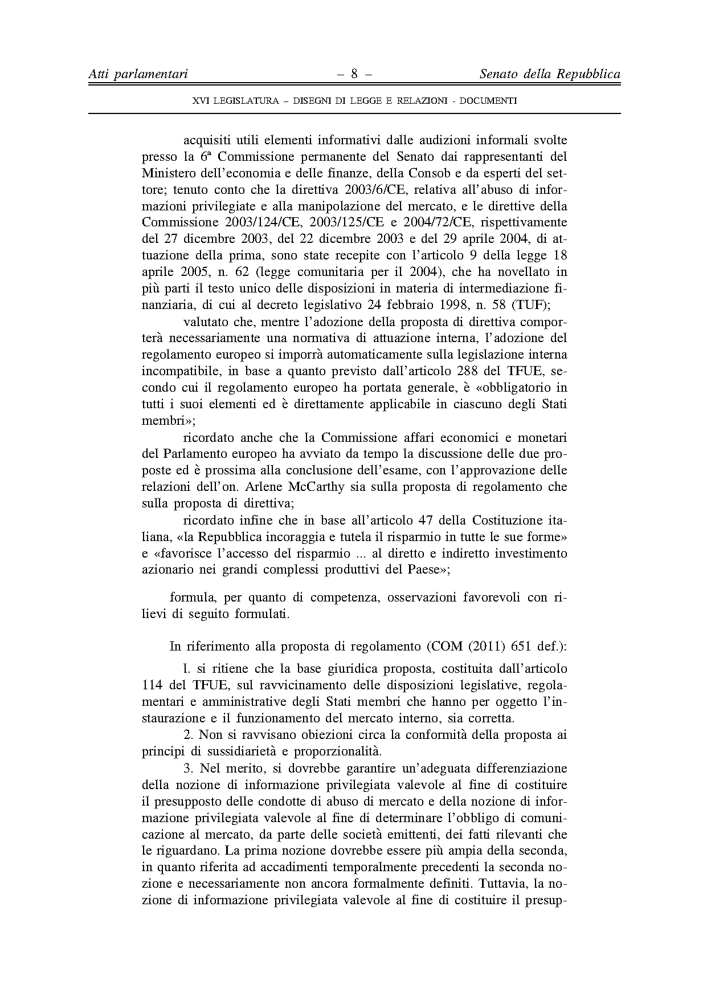 Atti parlamentari – 8 – Senato della Repubblica
XVI LEGISLATURA – DISEGNI DI LEGGE E RELAZIONI - DOCUMENTI
acquisiti utili elementi informativi dalle audizioni informali svolte
presso la 6ª Commissione permanente del Senato dai rappresentanti del
Ministero dell’economia e delle finanze, della Consob e da esperti del set-
tore; tenuto conto che la direttiva 2003/6/CE, relativa all’abuso di infor-
mazioni privilegiate e alla manipolazione del mercato, e le direttive della
Commissione 2003/124/CE, 2003/125/CE e 2004/72/CE, rispettivamente
del 27 dicembre 2003, del 22 dicembre 2003 e del 29 aprile 2004, di at-
tuazione della prima, sono state recepite con l’articolo 9 della legge 18
aprile 2005, n. 62 (legge comunitaria per il 2004), che ha novellato in
più parti il testo unico delle disposizioni in materia di intermediazione fi-
nanziaria, di cui al decreto legislativo 24 febbraio 1998, n. 58 (TUF);
valutato che, mentre l’adozione della proposta di direttiva compor-
terà necessariamente una normativa di attuazione interna, l’adozione del
regolamento europeo si imporrà automaticamente sulla legislazione interna
incompatibile, in base a quanto previsto dall’articolo 288 del TFUE, se-
condo cui il regolamento europeo ha portata generale, è «obbligatorio in
tutti i suoi elementi ed è direttamente applicabile in ciascuno degli Stati
membri»;
ricordato anche che la Commissione affari economici e monetari
del Parlamento europeo ha avviato da tempo la discussione delle due pro-
poste ed è prossima alla conclusione dell’esame, con l’approvazione delle
relazioni dell’on. Arlene McCarthy sia sulla proposta di regolamento che
sulla proposta di direttiva;
ricordato infine che in base all’articolo 47 della Costituzione ita-
liana, «la Repubblica incoraggia e tutela il risparmio in tutte le sue forme»
e «favorisce l’accesso del risparmio ... al diretto e indiretto investimento
azionario nei grandi complessi produttivi del Paese»;
formula, per quanto di competenza, osservazioni favorevoli con ri-
lievi di seguito formulati.
In riferimento alla proposta di regolamento (COM (2011) 651 def.):
l. si ritiene che la base giuridica proposta, costituita dall’articolo
114 del TFUE, sul ravvicinamento delle disposizioni legislative, regola-
mentari e amministrative degli Stati membri che hanno per oggetto l’in-
staurazione e il funzionamento del mercato interno, sia corretta.
2. Non si ravvisano obiezioni circa la conformità della proposta ai
principi di sussidiarietà e proporzionalità.
3. Nel merito, si dovrebbe garantire un’adeguata differenziazione
della nozione di informazione privilegiata valevole al fine di costituire
il presupposto delle condotte di abuso di mercato e della nozione di infor-
mazione privilegiata valevole al fine di determinare l’obbligo di comuni-
cazione al mercato, da parte delle società emittenti, dei fatti rilevanti che
le riguardano. La prima nozione dovrebbe essere più ampia della seconda,
in quanto riferita ad accadimenti temporalmente precedenti la seconda no-
zione e necessariamente non ancora formalmente definiti. Tuttavia, la no-
zione di informazione privilegiata valevole al fine di costituire il presup-